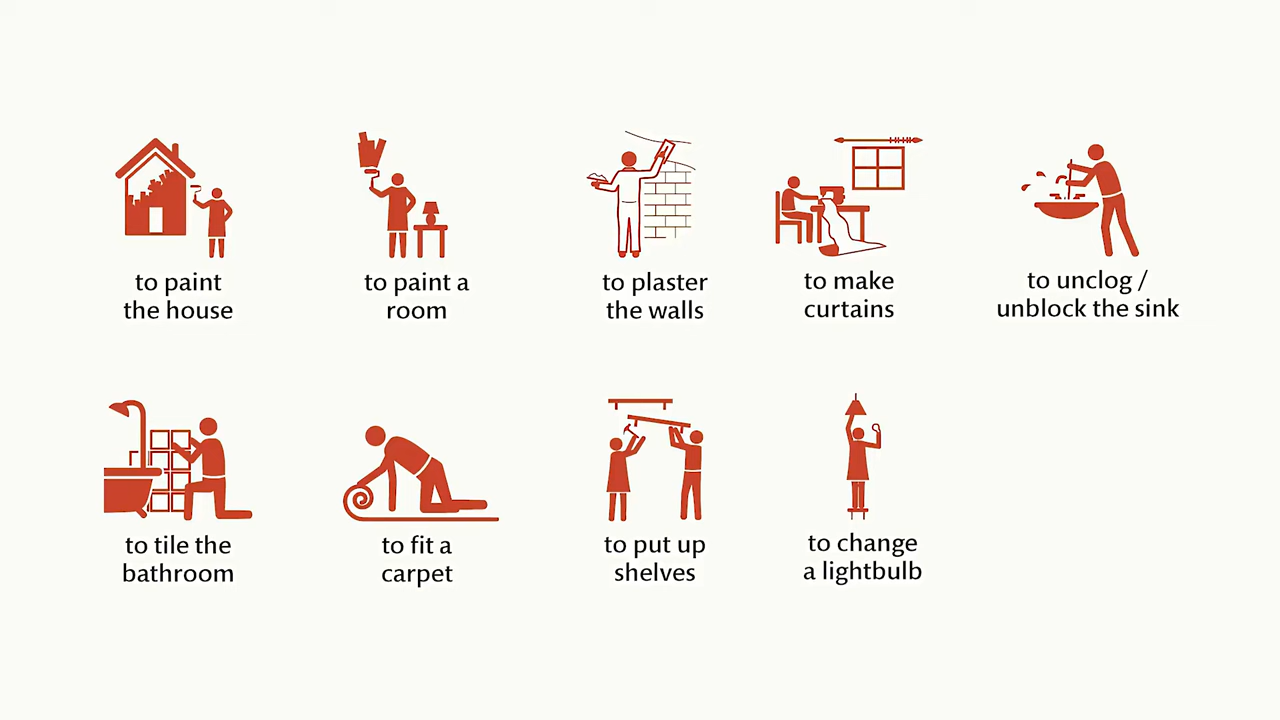 to paint
the house
to paint a
room
to plaster
the walls
to make
curtains
to unclog /
unblock the sink
to tile the
bathroom
to fit a
carpet
to put up
shelves
to change
a lightbulb